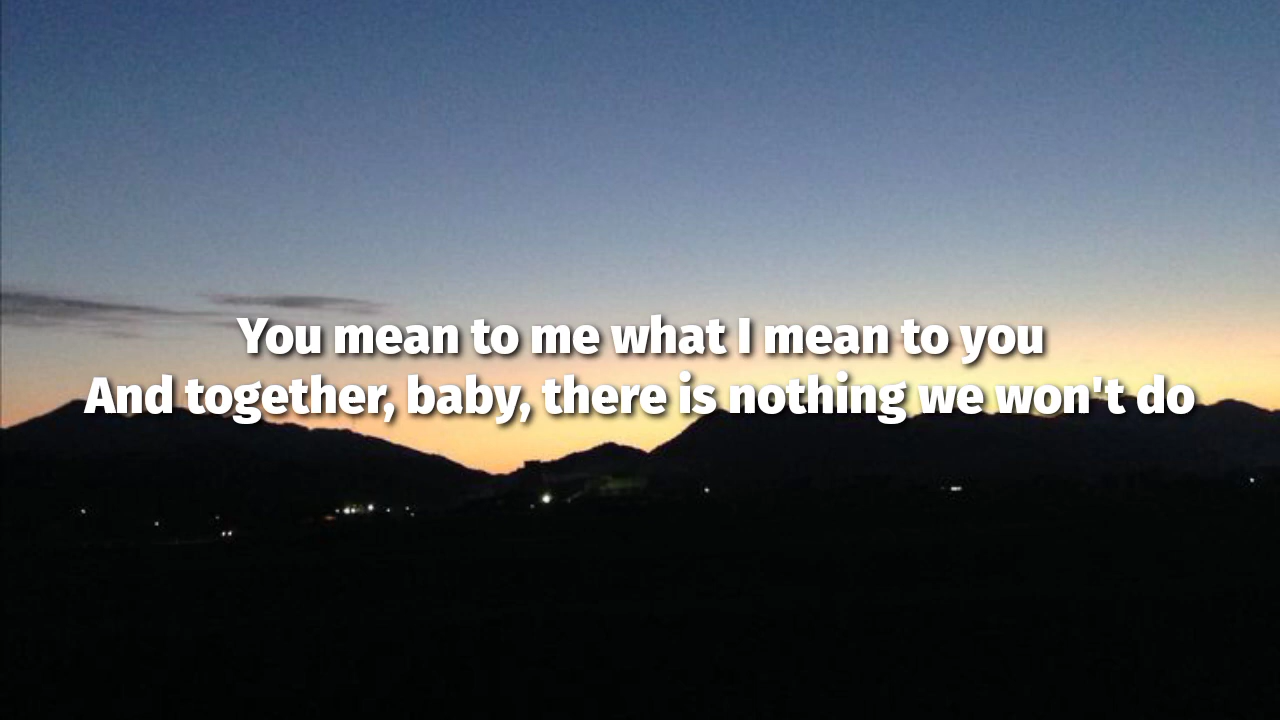 You mean to me what I mean to you
And together, baby, there is nothing we won't do